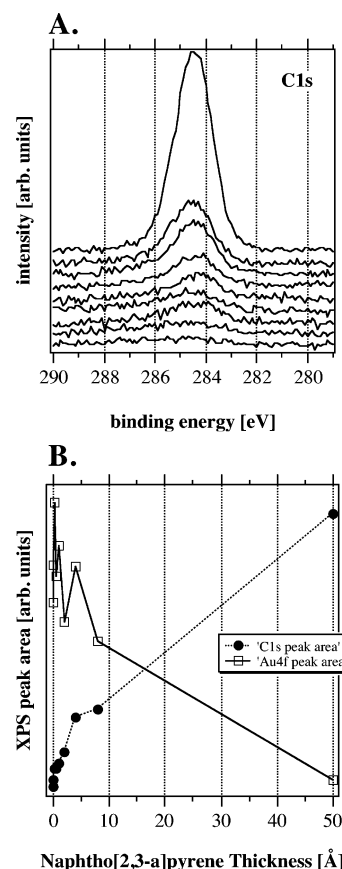 A.
C1s
intensity [arb. units]
290 288 286 284 282 280
binding energy [eV]
B.
XPS peak area [arb. units]
'C1s peak area'
'Au4f peak area
0 10 20 30 40 50
Naphtho[2,3-a]pyrene Thickness [Å]